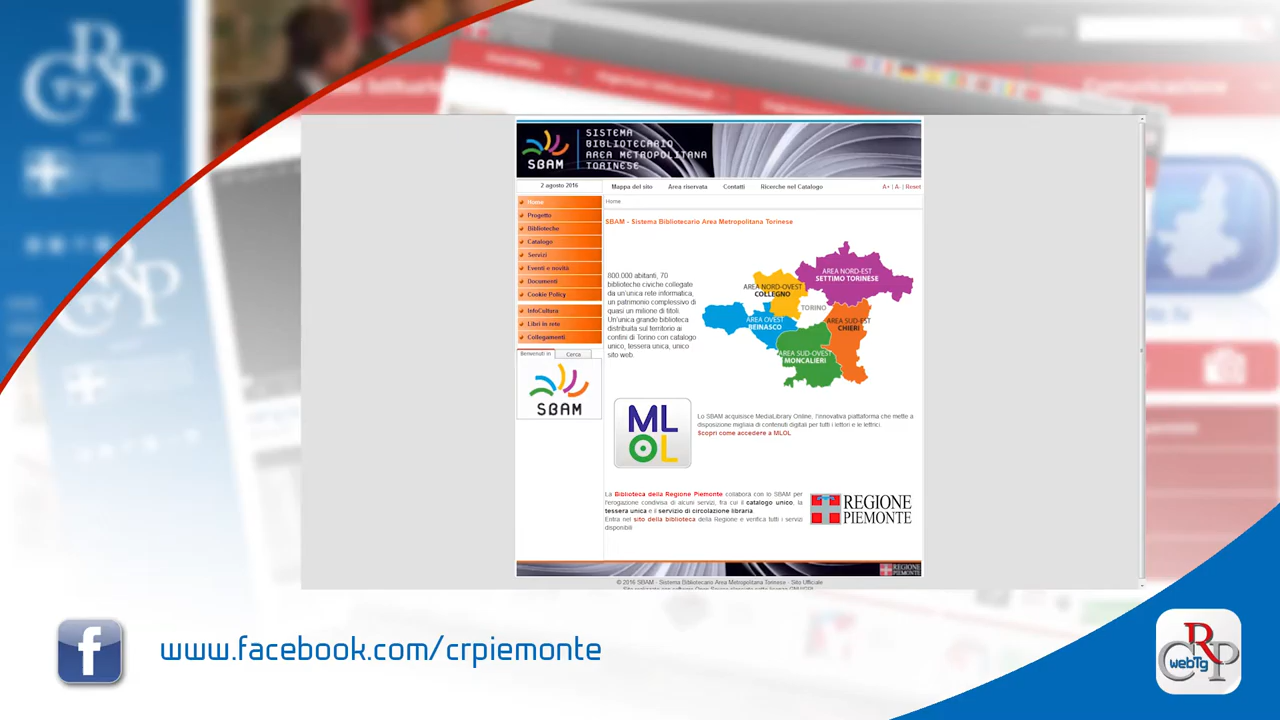 CRP
TV
Comunicazione
SBAM
SISTEMA
BIBLIOTECARIO
AREA METROPOLITANA
TORINESE
2 agosto 2016
Mappa del sito
Area riservata
Contatti
Ricerche nel Catalogo
A+ | A- | Reset
Home
Home
Progetto
Biblioteche
Catalogo
Servizi
Eventi e novità
Documenti
Cookie Policy
InfoCultura
Libri in rete
Collegamenti
Benvenuti in
Cerca
SBAM
SBAM - Sistema Bibliotecario Area Metropolitana Torinese
800.000 abitanti, 70
biblioteche civiche collegate
da un'unica rete informatica,
un patrimonio complessivo di
quasi un milione di titoli.
Un'unica grande biblioteca
distribuita sul territorio ai
confini di Torino con catalogo
unico, tessera unica, unico
sito web.
AREA NORD-EST
SETTIMO TORINESE
AREA NORD-OVEST
COLLEGNO
TORINO
AREA OVEST
BEINASCO
AREA SUD-EST
CHIERI
AREA SUD-OVEST
MONCALIERI
ML
OL
Lo SBAM acquisisce MediaLibrary Online, l'innovativa piattaforma che mette a
disposizione migliaia di contenuti digitali per tutti i lettori e le lettrici.
Scopri come accedere a MLOL
La Biblioteca della Regione Piemonte collabora con lo SBAM per
l'erogazione condivisa di alcuni servizi, fra cui il catalogo unico, la
tessera unica e il servizio di circolazione libraria.
Entra nel sito della biblioteca della Regione e verifica tutti i servizi
disponibili
REGIONE
PIEMONTE
REGIONE
PIEMONTE
© 2016 SBAM - Sistema Bibliotecario Area Metropolitana Torinese - Sito Ufficiale
www.facebook.com/crpiemonte
CRP
webTg